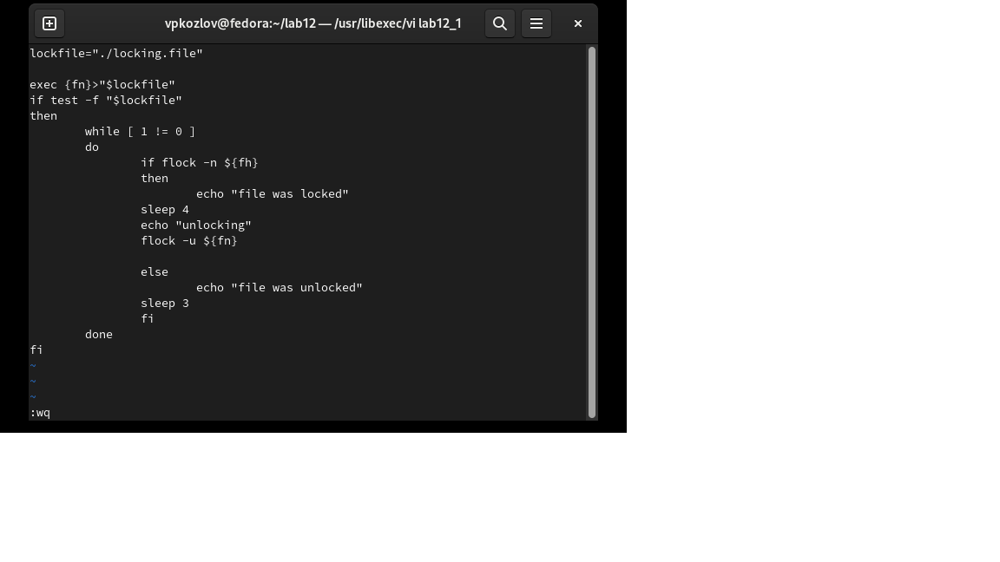 vpkozlov@fedora:~/lab12 — /usr/libexec/vi lab12_1
lockfile="./locking.file"
exec {fn}>"$lockfile"
if test -f "$lockfile"
then
while [ 1 != 0 ]
do
if flock -n ${fh}
then
echo "file was locked"
sleep 4
echo "unlocking"
flock -u ${fn}
else
echo "file was unlocked"
sleep 3
fi
done
fi
~
~
~
:wq